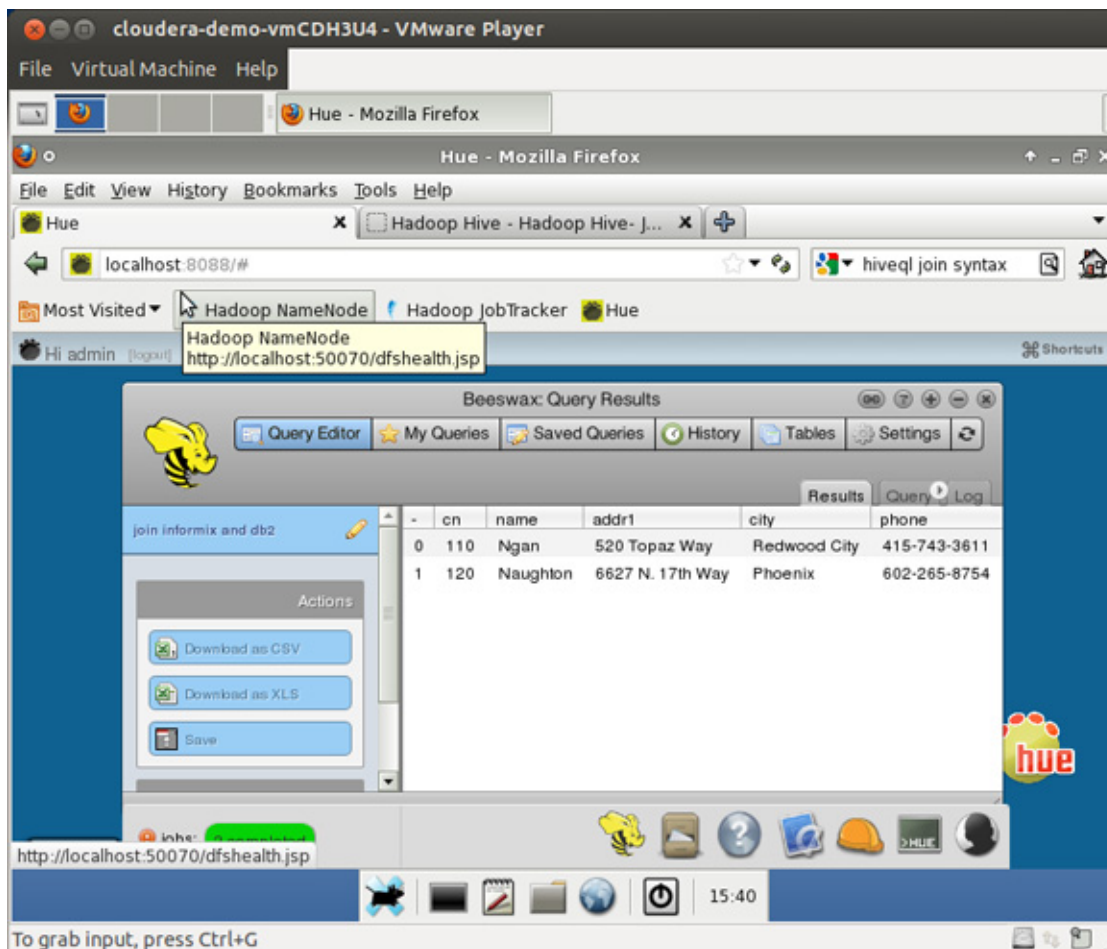 cloudera-demo-vmCDH3U4 - VMware Player
File Virtual Machine Help
Hue - Mozilla Firefox
Hue - Mozilla Firefox
File Edit View History Bookmarks Tools Help
Hue Hadoop Hive - Hadoop Hive- J...
localhost:8088/# hiveql join syntax
Most Visited Hadoop NameNode Hadoop JobTracker Hue
Hadoop NameNode
http://localhost:50070/dfshealth.jsp
Hi admin [logout] Shortcuts
Beeswax: Query Results
Query Editor My Queries Saved Queries History Tables Settings
Results Query Log
join informix and db2
- cn name addr1 city phone
0 110 Ngan 520 Topaz Way Redwood City 415-743-3611
1 120 Naughton 6627 N. 17th Way Phoenix 602-265-8754
Actions
Download as CSV
Download as XLS
Save
hue
jobs: 2 completed
>HUE
http://localhost:50070/dfshealth.jsp
15:40
To grab input, press Ctrl+G